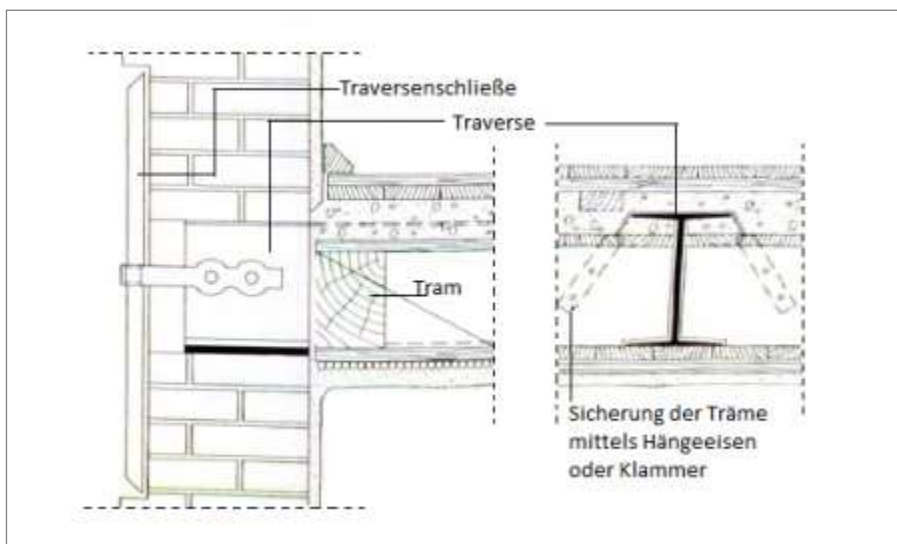 Traversenschließe
Traverse
Tram
Sicherung der Träme
mittels Hängeeisen
oder Klammer